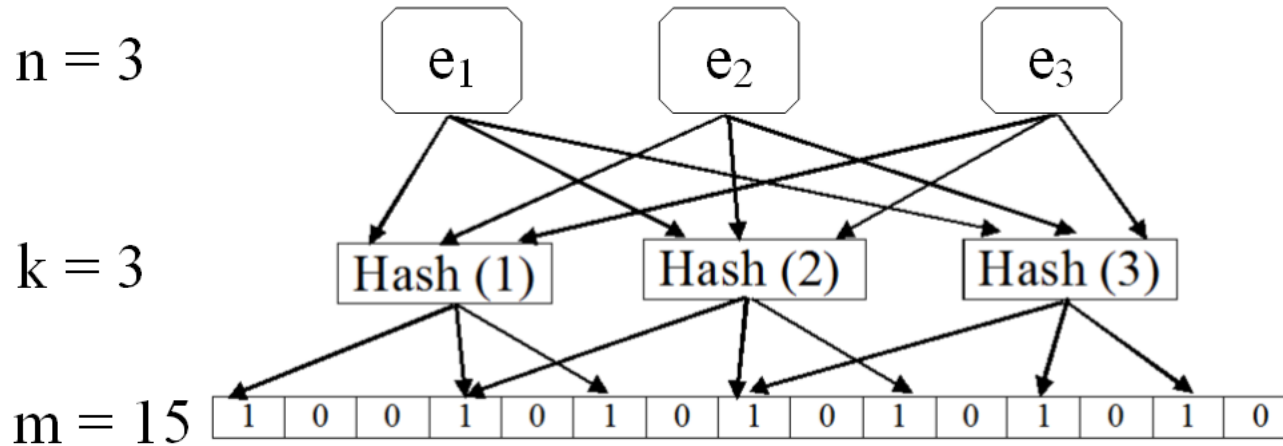 n = 3 e₁ e₂ e₃
k = 3 Hash (1) Hash (2) Hash (3)
m = 15 1 0 0 1 0 1 0 1 0 1 0 1 0 1 0